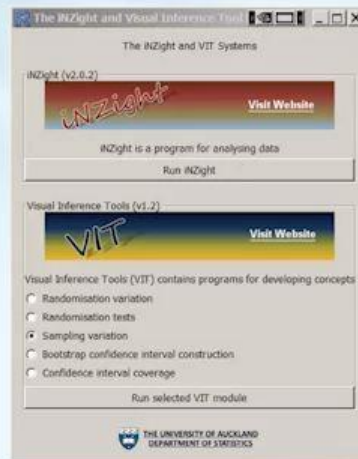 The iNZight and Visual Inference Tool
The iNZight and VIT Systems
iNZight (v2.0.2)
iNZight
Visit Website
iNZight is a program for analysing data
Run iNZight
Visual Inference Tools (v1.2)
VIT
Visit Website
Visual Inference Tools (VIT) contains programs for developing concepts
Randomisation variation
Randomisation tests
Sampling variation
Bootstrap confidence interval construction
Confidence interval coverage
Run selected VIT module
THE UNIVERSITY OF AUCKLAND
DEPARTMENT OF STATISTICS